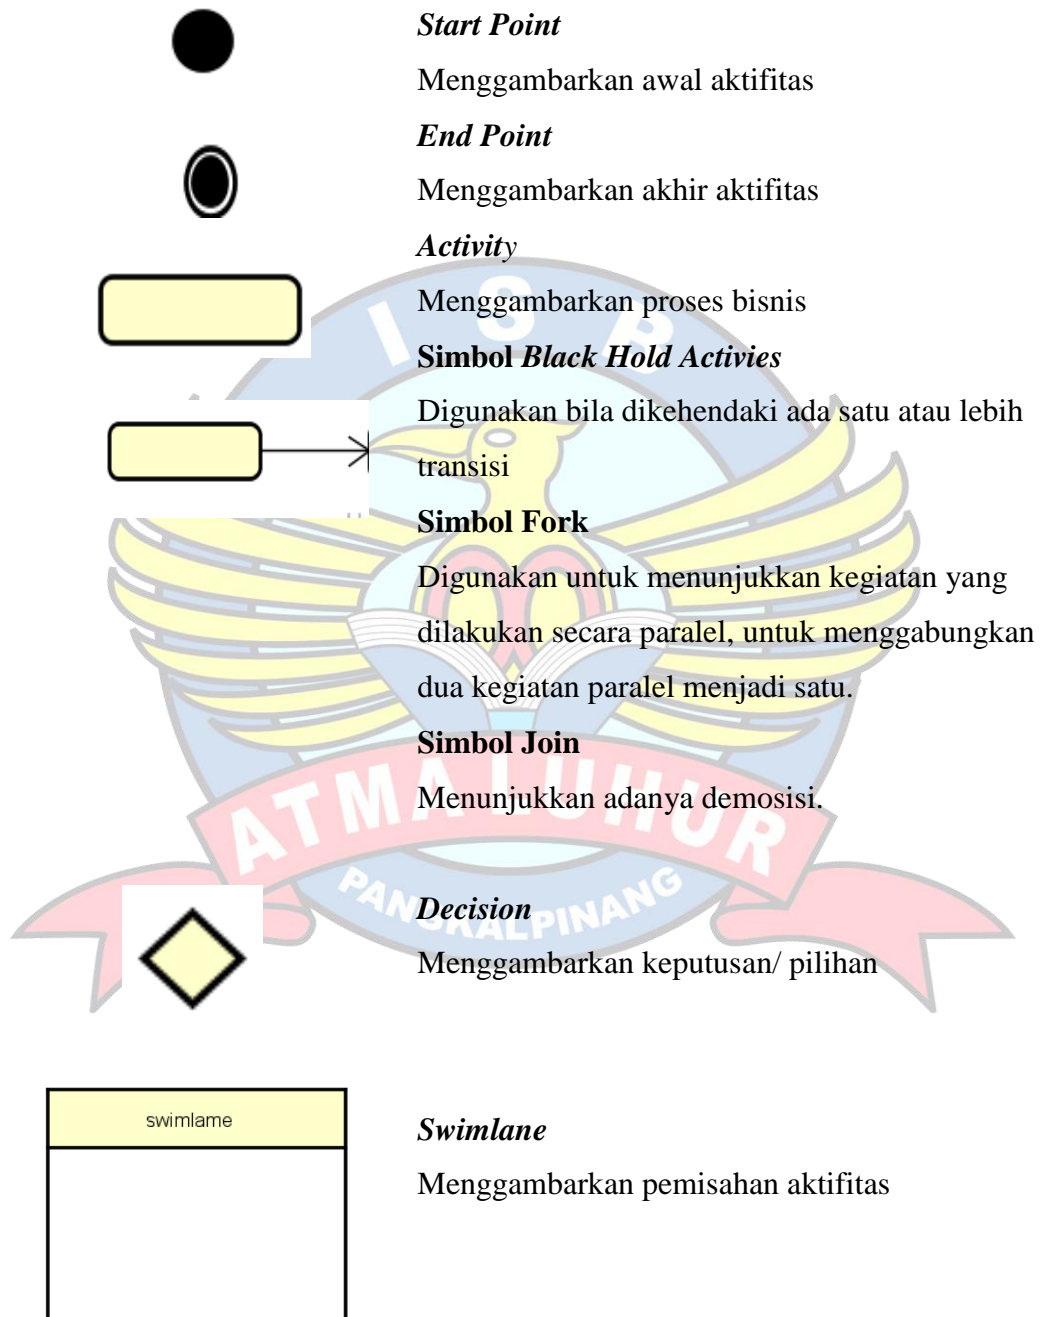 Start Point
Menggambarkan awal aktifitas
End Point
Menggambarkan akhir aktifitas
Activity
Menggambarkan proses bisnis
Simbol Black Hold Activies
Digunakan bila dikehendaki ada satu atau lebih
transisi
Simbol Fork
Digunakan untuk menunjukkan kegiatan yang
dilakukan secara paralel, untuk menggabungkan
dua kegiatan paralel menjadi satu.
Simbol Join
Menunjukkan adanya demosisi.
Decision
Menggambarkan keputusan/ pilihan
swimlame
Swimlane
Menggambarkan pemisahan aktifitas
I S B
ATMA LUHUR
PANGKALPINANG